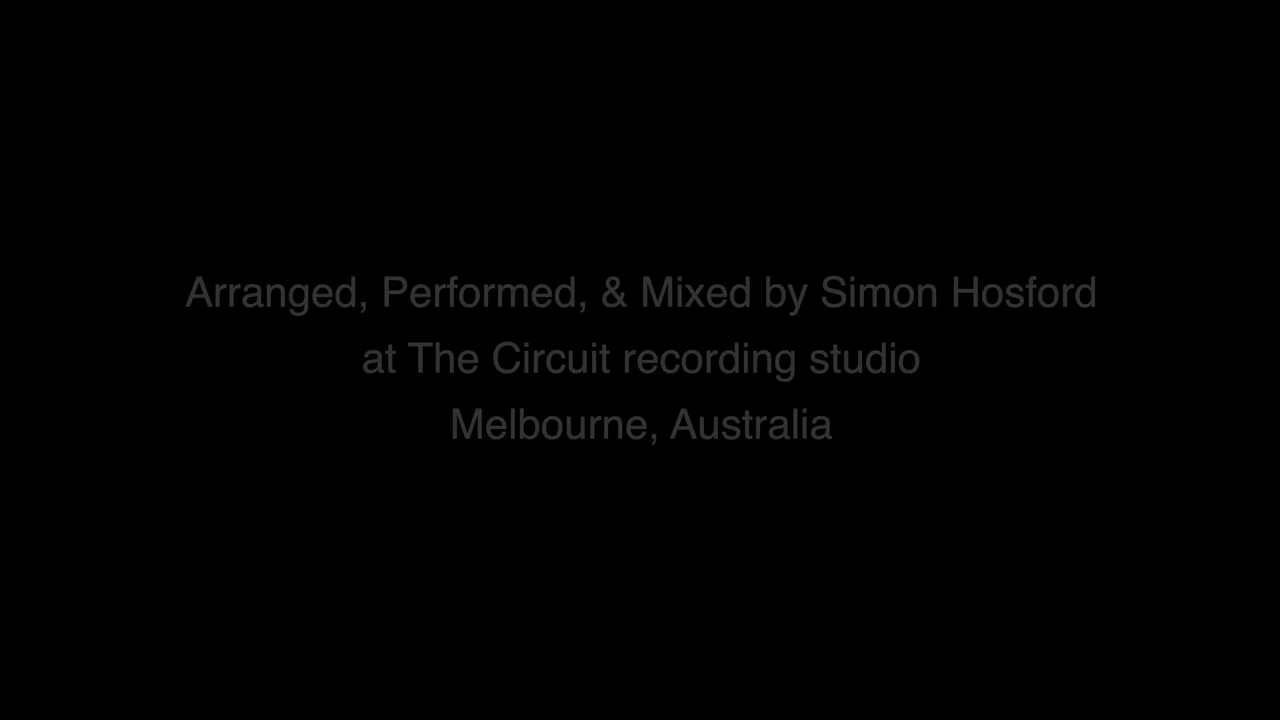 Arranged, Performed, & Mixed by Simon Hosford
at The Circuit recording studio
Melbourne, Australia